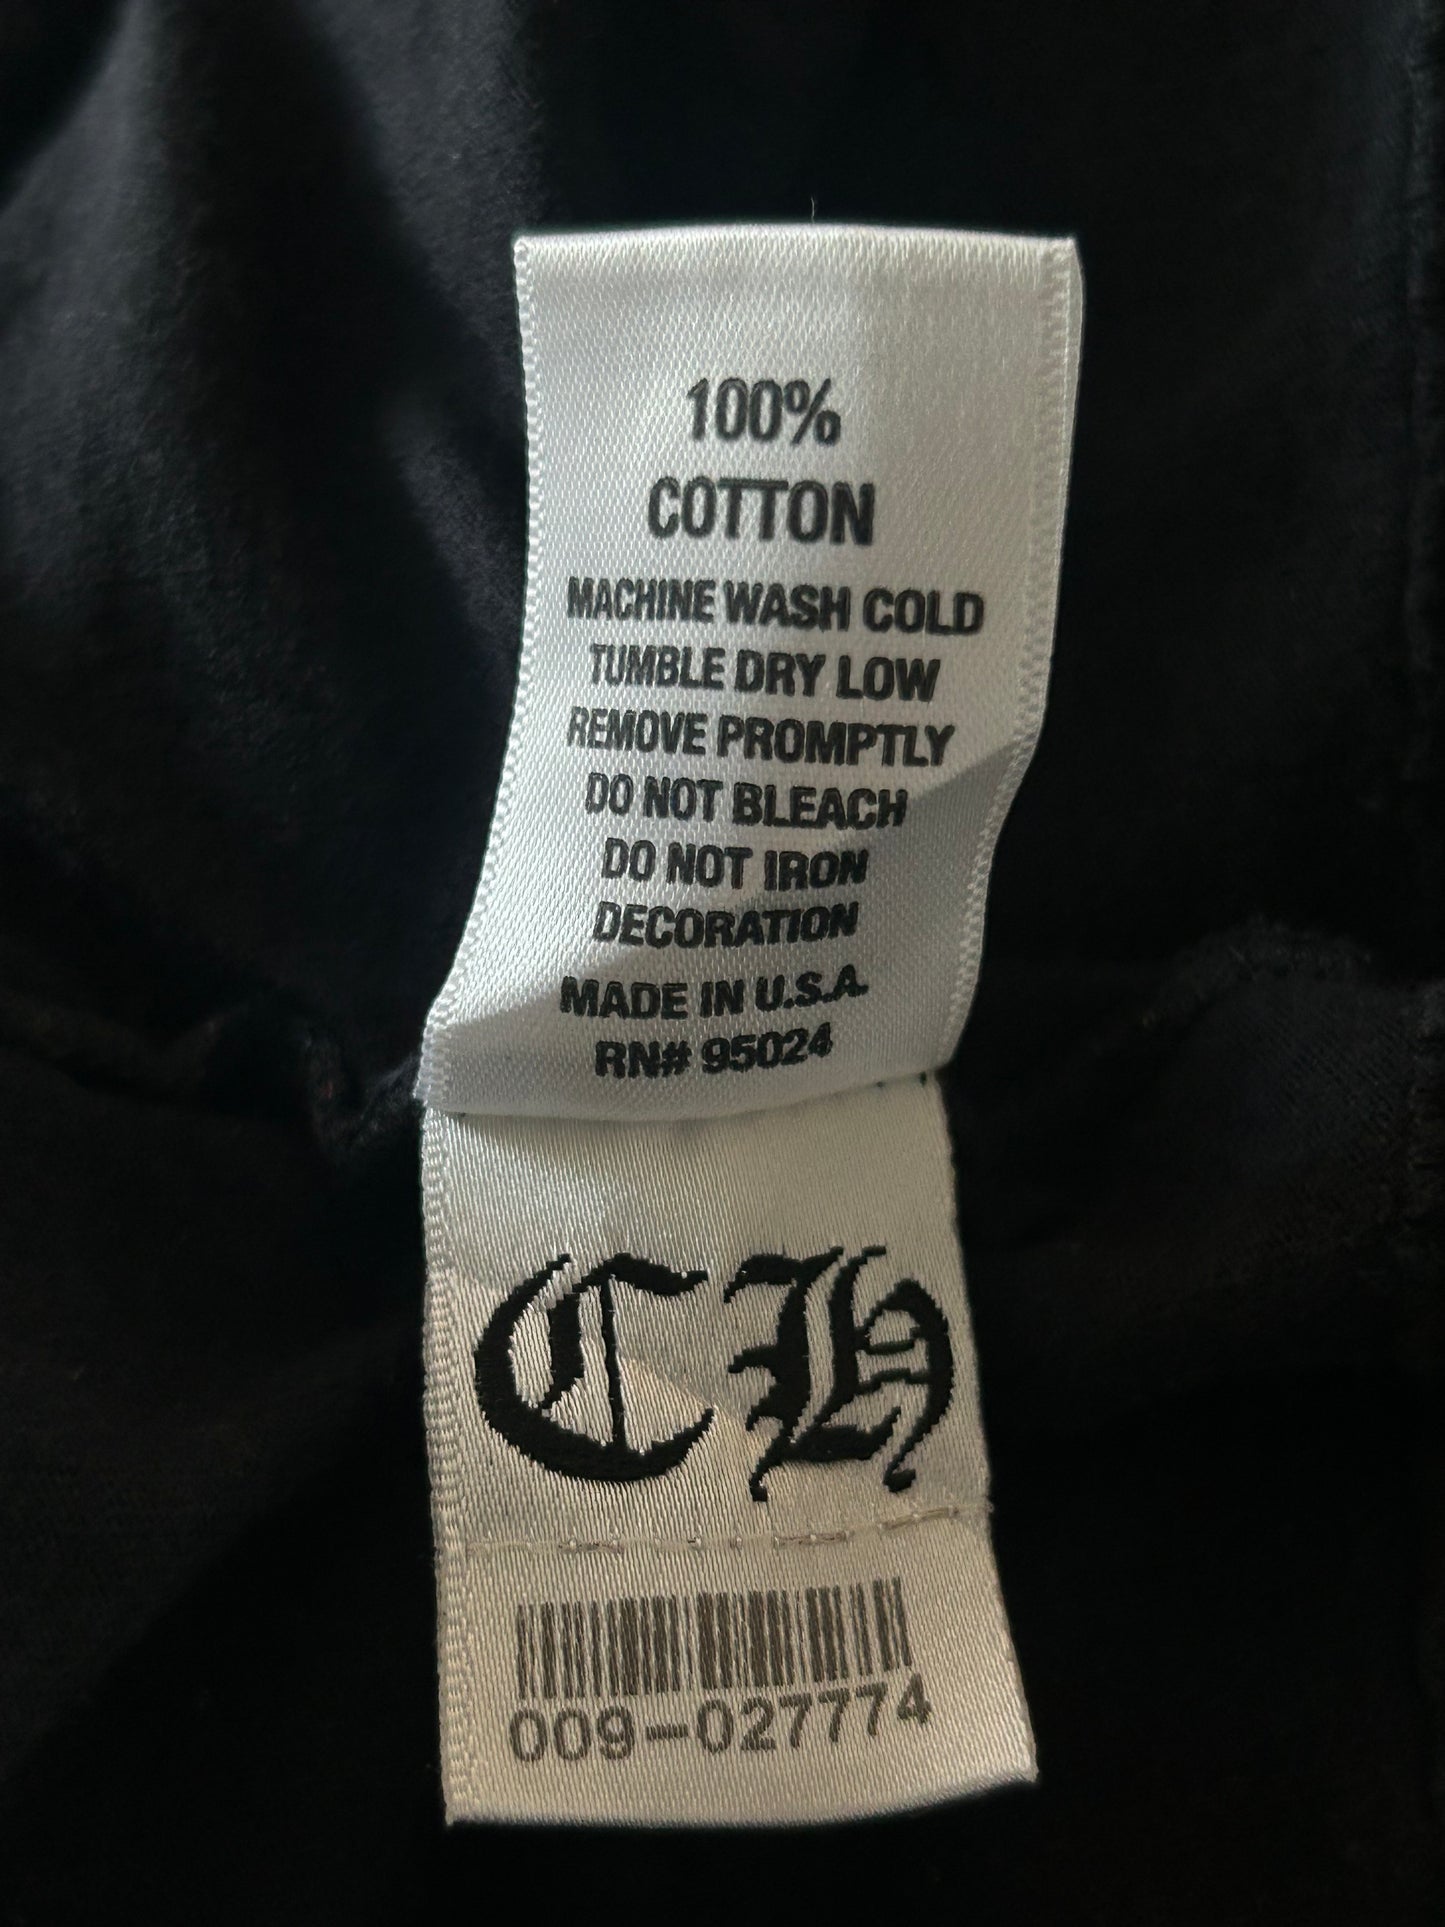 100%
COTTON
MACHINE WASH COLD
TUMBLE DRY LOW
REMOVE PROMPTLY
DO NOT BLEACH
DO NOT IRON
DECORATION
MADE IN U.S.A.
RN# 95024
CH
009-027774